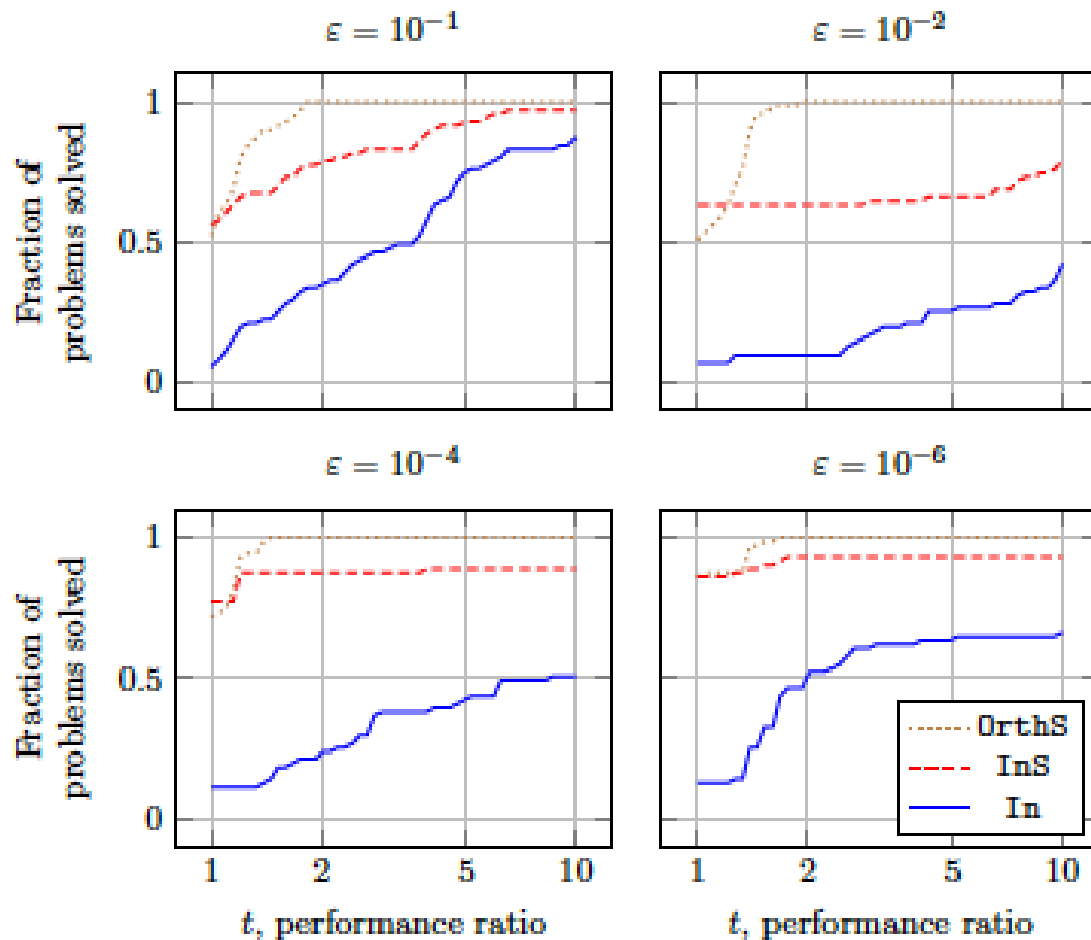 ε = 10⁻¹
ε = 10⁻²
Fraction of
problems solved
1
0.5
0
ε = 10⁻⁴
ε = 10⁻⁶
Fraction of
problems solved
1
0.5
0
OrthS
InS
In
1 2 5 10
1 2 5 10
t, performance ratio
t, performance ratio